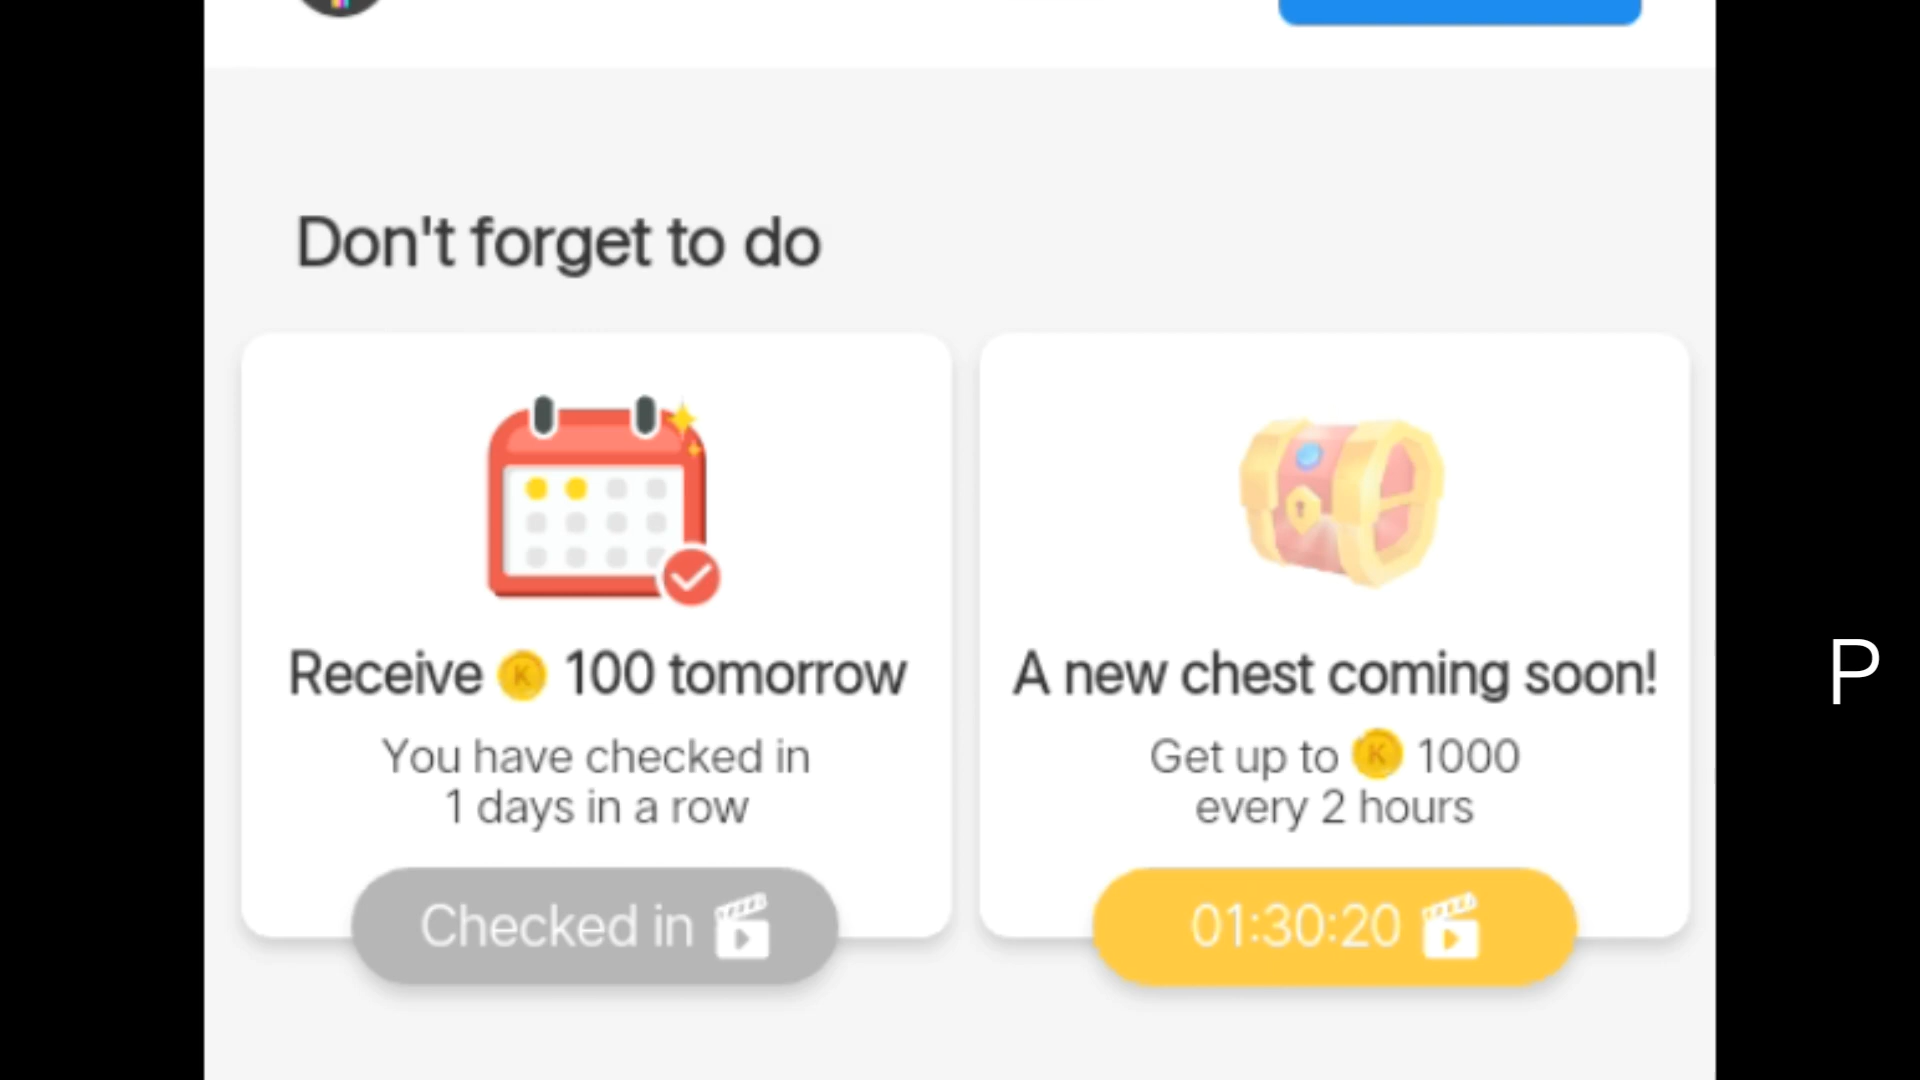 Don't forget to do
Receive K 100 tomorrow
You have checked in
1 days in a row
Checked in
A new chest coming soon!
Get up to K 1000
every 2 hours
01:30:20
P